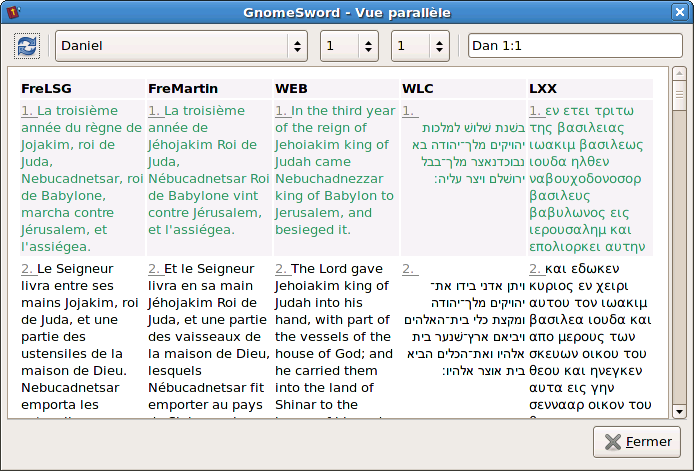 GnomeSword - Vue parallèle
Daniel 1 1 Dan 1:1
FreLSG FreMartin WEB WLC LXX
1. La troisième
année du règne de
Jojakim, roi de
Juda,
Nebucadnetsar, roi
de Babylone,
marcha contre
Jérusalem, et
l'assiégea.
2. Le Seigneur
livra entre ses
mains Jojakim, roi
de Juda, et une
partie des
ustensiles de la
maison de Dieu.
Nebucadnetsar
emporta les
1. La troisième
année de
Jéhojakim Roi de
Juda,
Nébucadnetsar Roi
de Babylone vint
contre Jérusalem,
et l'assiégea.
2. Et le Seigneur
livra en sa main
Jéhojakim Roi de
Juda, et une partie
des vaisseaux de
la maison de Dieu,
lesquels
Nébucadnetsar fit
emporter au pays
1. In the third year
of the reign of
Jehoiakim king of
Judah came
Nebuchadnezzar
king of Babylon to
Jerusalem, and
besieged it.
2. The Lord gave
Jehoiakim king of
Judah into his
hand, with part of
the vessels of the
house of God; and
he carried them
into the land of
Shinar to the
1.
בשנת שלוש למלכות
יהויקים מלך־יהודה בא
נבוכדנאצר מלך־בבל
ירושלם ויצר עליה׃
2.
ויתן אדני בידו את־
יהויקים מלך־יהודה
ומקצת כלי בית־האלהים
ויביאם ארץ־שנער בית
אלהיו ואת־הכלים הביא
בית אוצר אלהיו׃
1. εν ετει τριτω
της βασιλειας
ιωακιμ βασιλεως
ιουδα ηλθεν
ναβουχοδονοσορ
βασιλευς
βαβυλωνος εις
ιερουσαλημ και
επολιορκει αυτην
2. και εδωκεν
κυριος εν χειρι
αυτου τον ιωακιμ
βασιλεα ιουδα και
απο μερους των
σκευων οικου του
θεου και ηνεγκεν
αυτα εις γην
σενναρ οικον του
Fermer